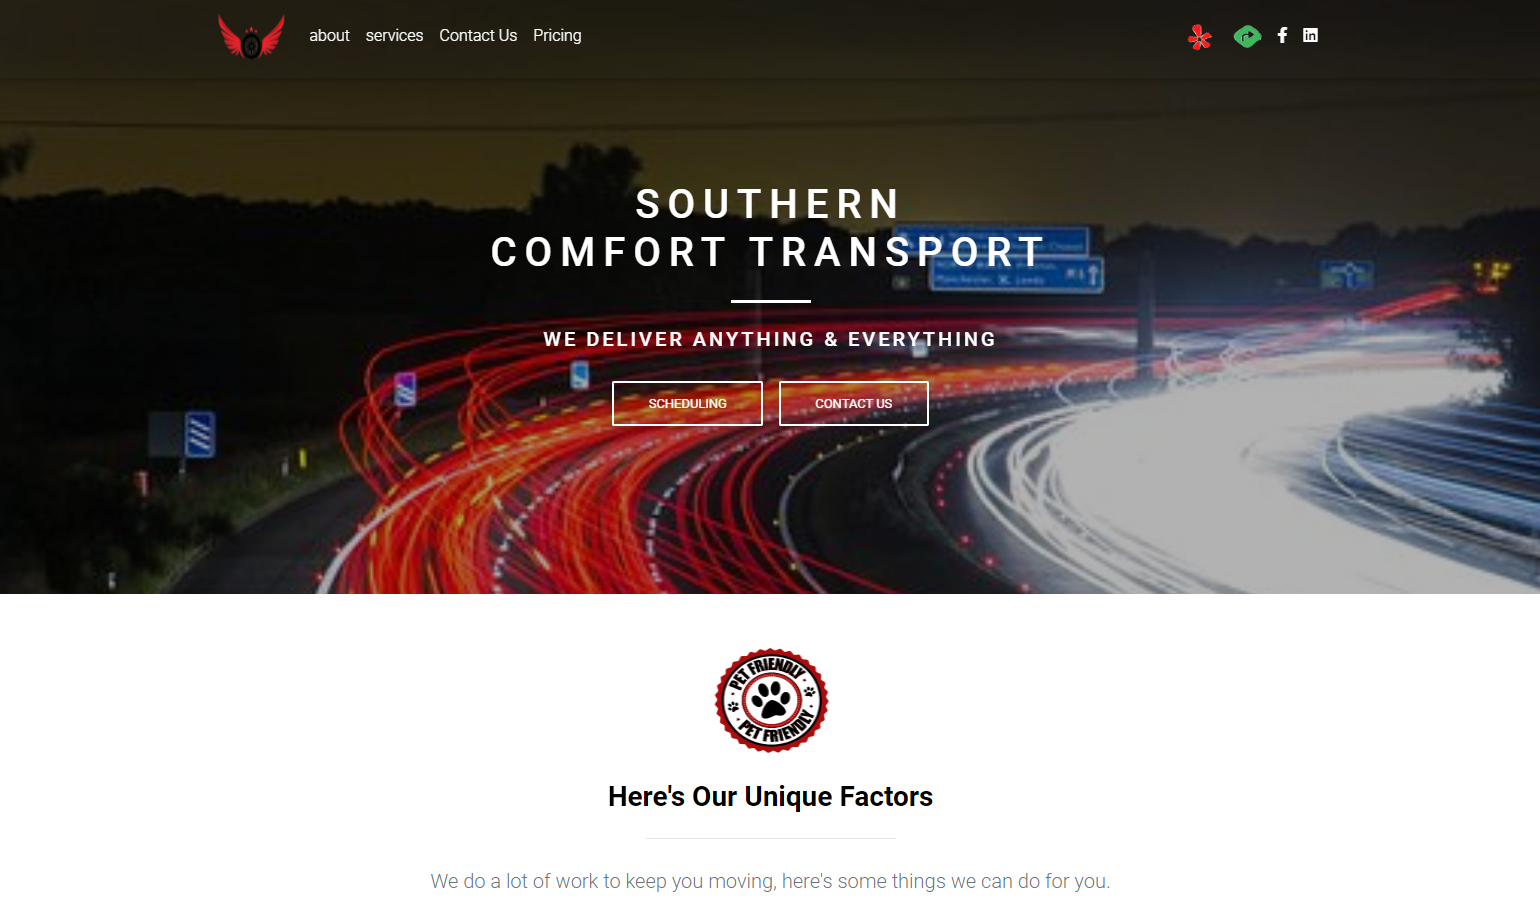 about services Contact Us Pricing
SOUTHERN
COMFORT TRANSPORT
WE DELIVER ANYTHING & EVERYTHING
SCHEDULING CONTACT US
PET FRIENDLY
PET FRIENDLY
Here's Our Unique Factors
We do a lot of work to keep you moving, here's some things we can do for you.